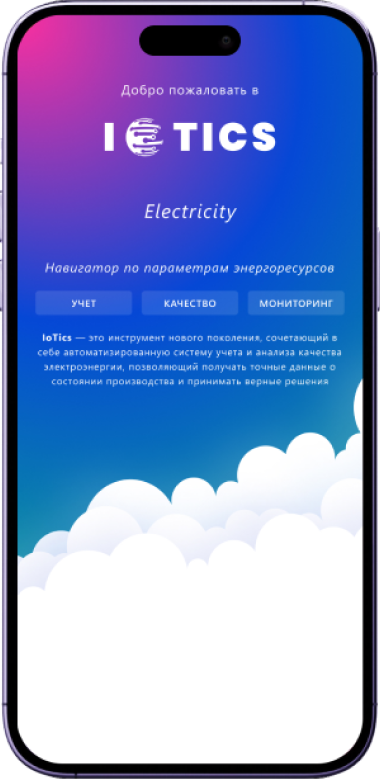 Добро пожаловать в
IOTICS
Electricity
Навигатор по параметрам энергоресурсов
УЧЕТ КАЧЕСТВО МОНИТОРИНГ
IoTics — это инструмент нового поколения, сочетающий в
себе автоматизированную систему учета и анализа качества
электроэнергии, позволяющий получать точные данные о
состоянии производства и принимать верные решения